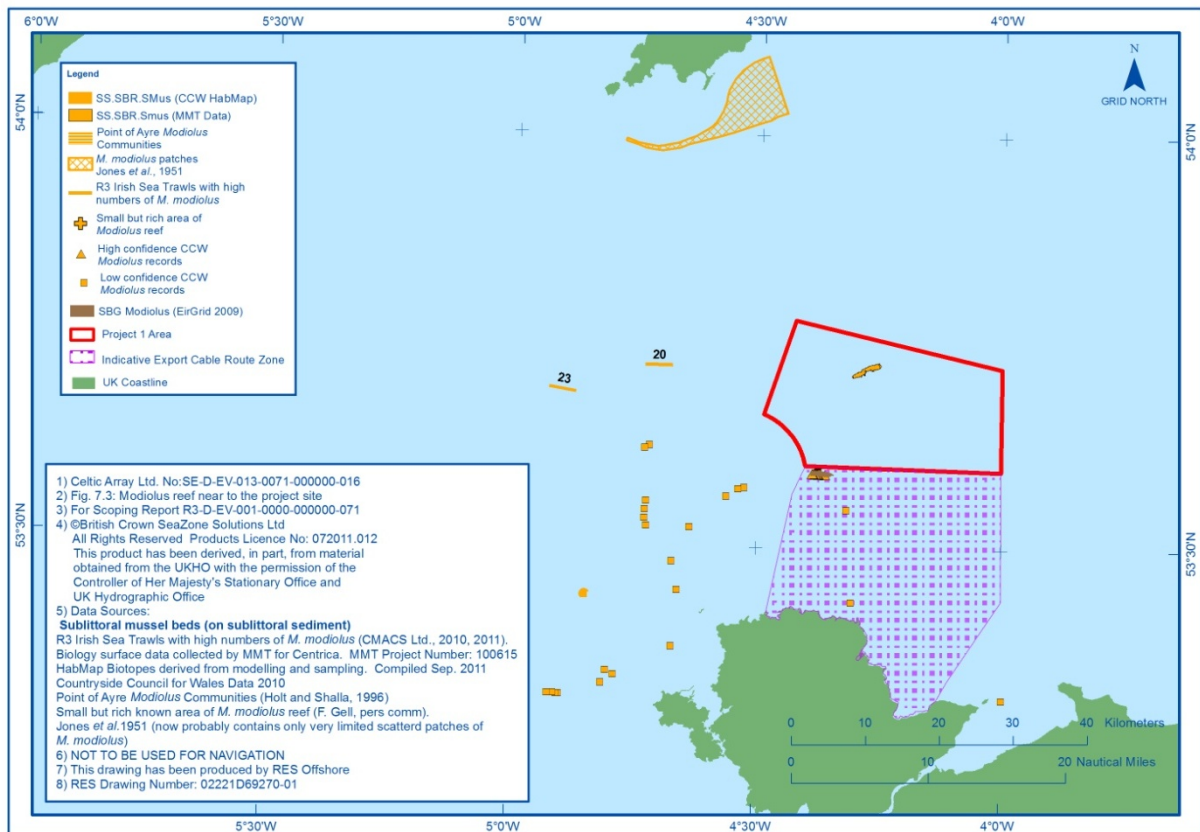 6°0'W
5°30'W
5°0'W
4°30'W
4°0'W
N
GRID NORTH
54°0'N
54°0'N
Legend
SS.SBR.SMus (CCW HabMap)
SS.SBR.Smus (MMT Data)
Point of Ayre Modiolus
Communities
M. modiolus patches
Jones et al., 1951
R3 Irish Sea Trawls with high
numbers of M. modiolus
Small but rich area of
Modiolus reef
High confidence CCW
Modiolus records
Low confidence CCW
Modiolus records
SBG Modiolus (EirGrid 2009)
Project 1 Area
Indicative Export Cable Route Zone
UK Coastline
20
23
53°30'N
53°30'N
1) Celtic Array Ltd. No:SE-D-EV-013-0071-000000-016
2) Fig. 7.3: Modiolus reef near to the project site
3) For Scoping Report R3-D-EV-001-0000-000000-071
4) ©British Crown SeaZone Solutions Ltd
All Rights Reserved Products Licence No: 072011.012
This product has been derived, in part, from material
obtained from the UKHO with the permission of the
Controller of Her Majesty's Stationary Office and
UK Hydrographic Office
5) Data Sources:
Sublittoral mussel beds (on sublittoral sediment)
R3 Irish Sea Trawls with high numbers of M. modiolus (CMACS Ltd., 2010, 2011).
Biology surface data collected by MMT for Centrica. MMT Project Number: 100615
HabMap Biotopes derived from modelling and sampling. Compiled Sep. 2011
Countryside Council for Wales Data 2010
Point of Ayre Modiolus Communities (Holt and Shalla, 1996)
Small but rich known area of M. modiolus reef (F. Gell, pers comm).
Jones et al.1951 (now probably contains only very limited scatterd patches of
M. modiolus)
6) NOT TO BE USED FOR NAVIGATION
7) This drawing has been produced by RES Offshore
8) RES Drawing Number: 02221D69270-01
0 10 20 30 40 Kilometers
0 10 20 Nautical Miles
5°30'W
5°0'W
4°30'W
4°0'W